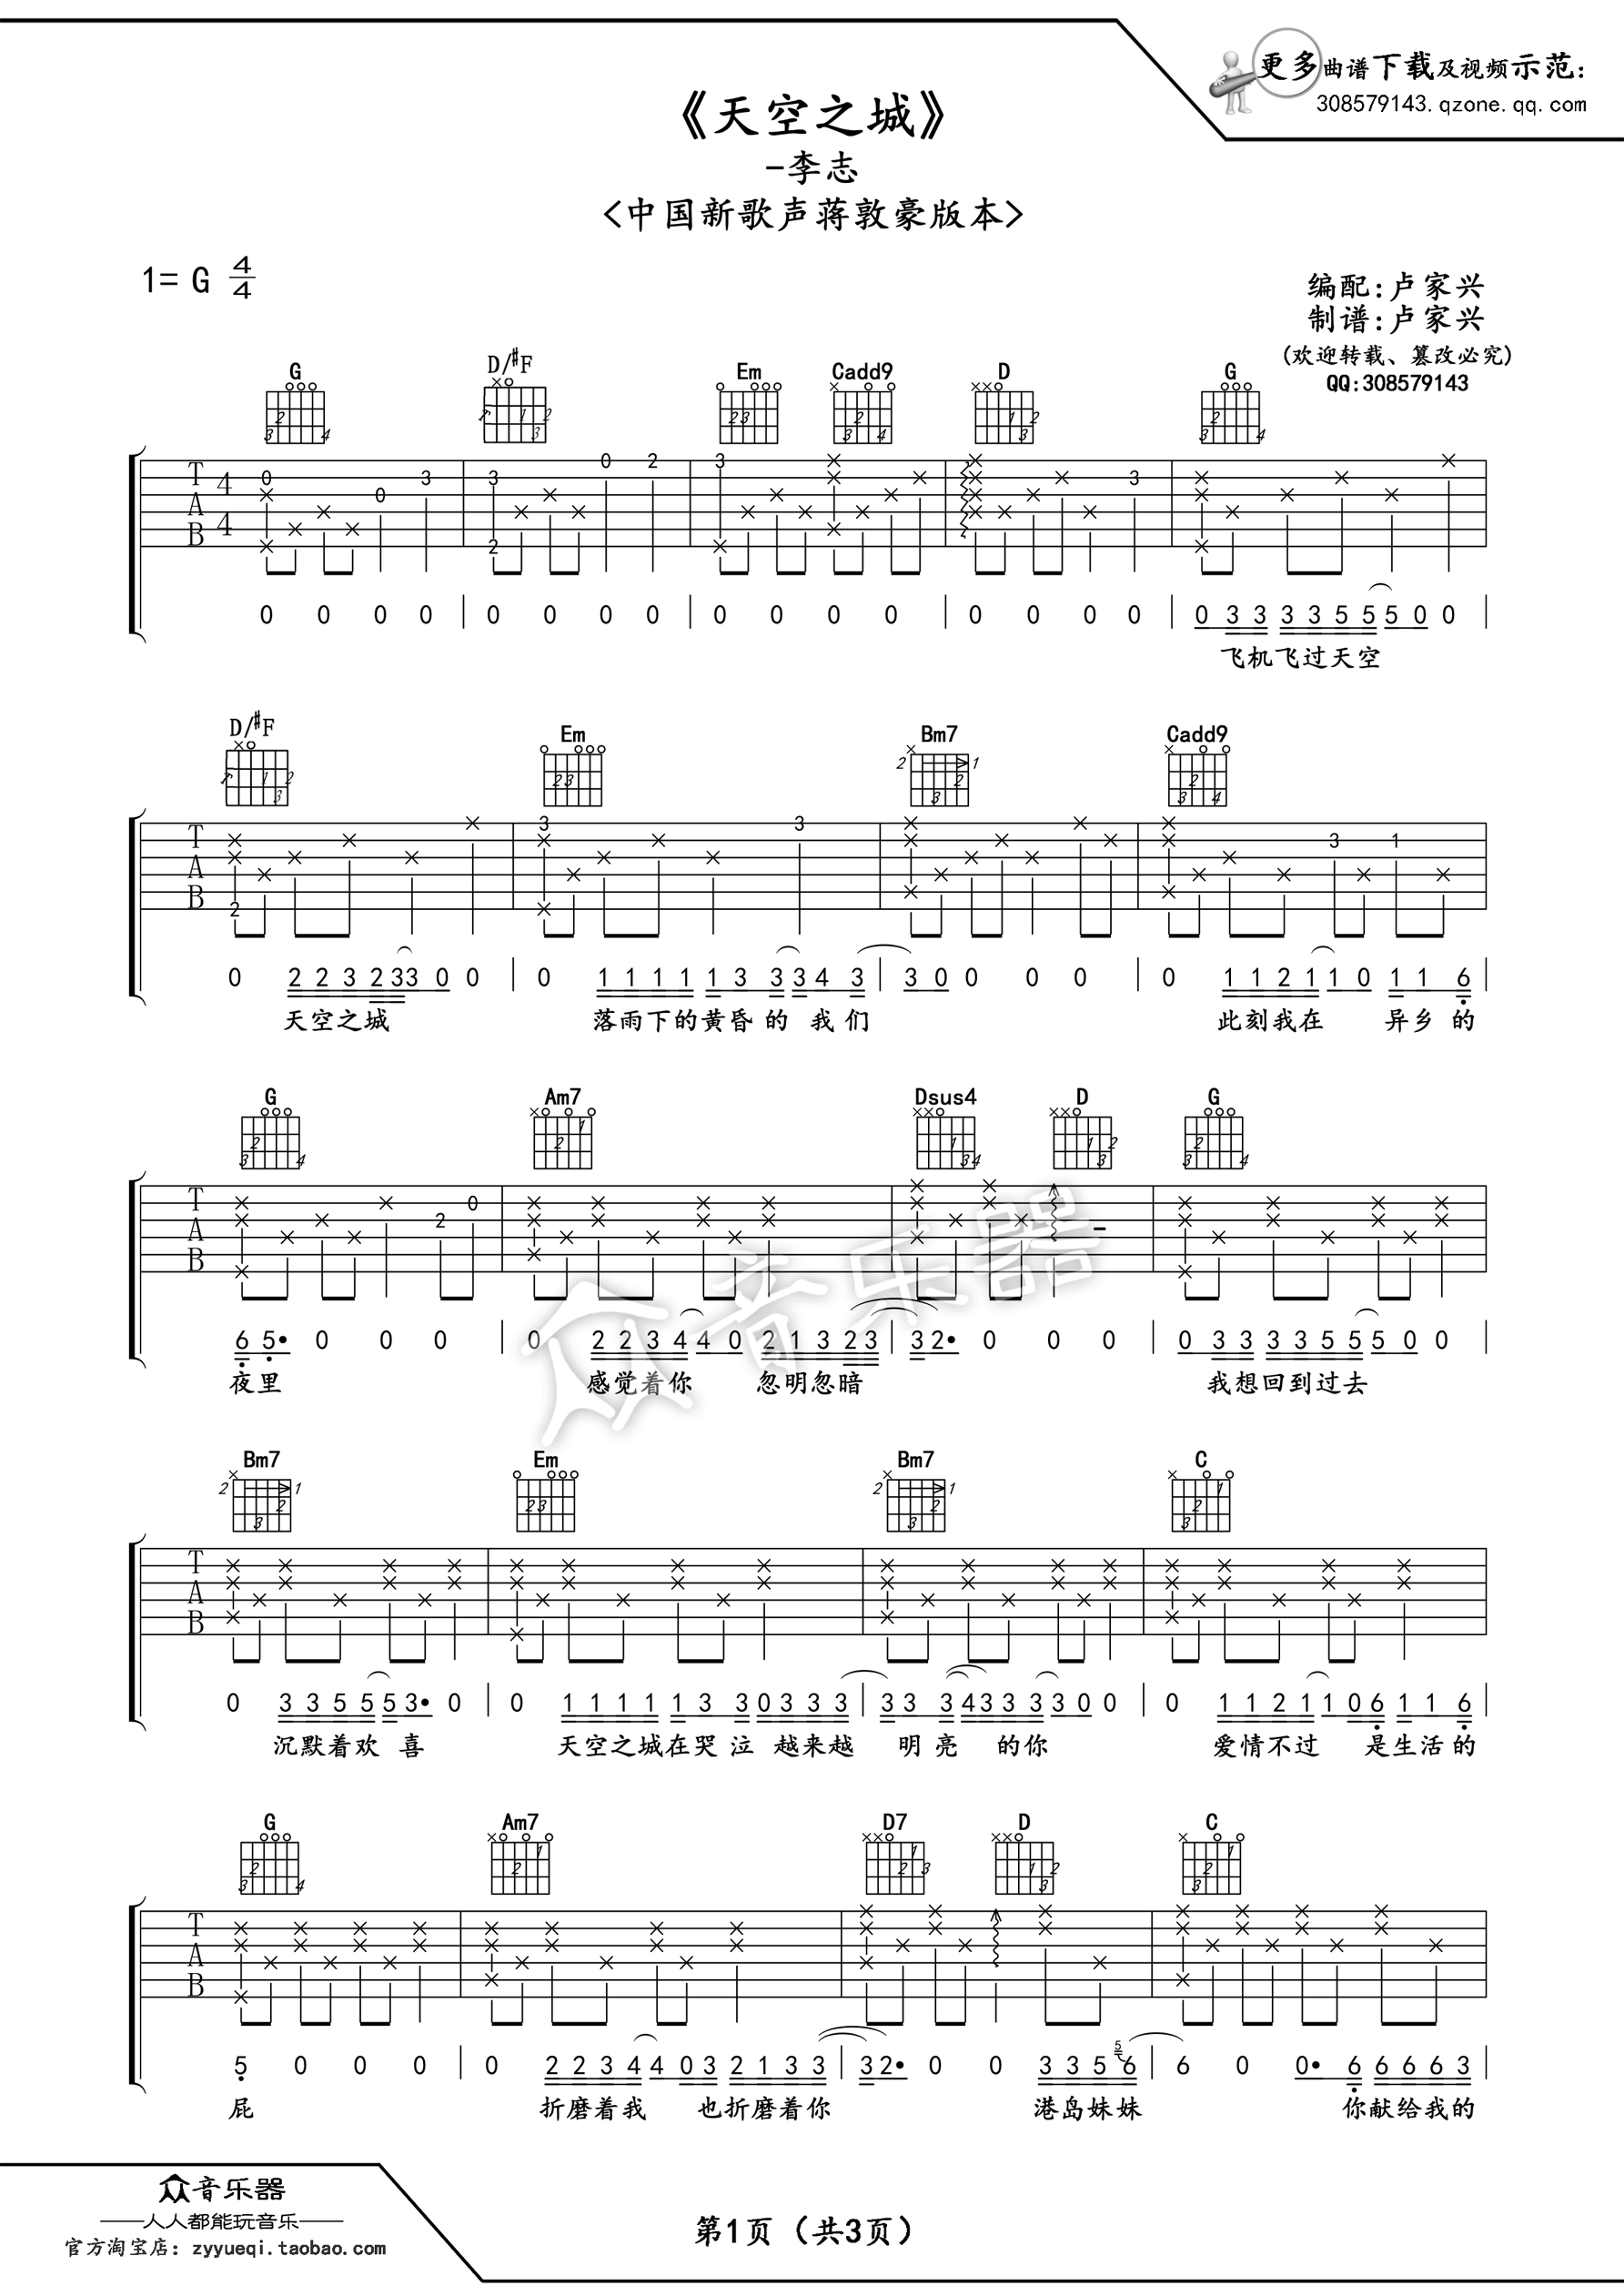 更多曲谱下载及视频示范:
308579143.qzone.qq.com
《天空之城》
-李志
<中国新歌声蒋敦豪版本>
1= G 4/4
编配:卢家兴
制谱:卢家兴
(欢迎转载、篡改必究)
QQ:308579143
G D/#F Em Cadd9 D G
0 0 0 0 | 0 0 0 0 | 0 0 0 0 | 0 0 0 0 | 0 3 3 3 3 5 5 5 0 0 |
飞机飞过天空
D/#F Em Bm7 Cadd9
0 2 2 3 2 3 3 0 0 | 0 1 1 1 1 1 3 3 3 4 3 | 3 0 0 0 0 | 0 1 1 2 1 1 0 1 1 6 |
天空之城 落雨下的黄昏的 我们 此刻我在 异乡的
G Am7 Dsus4 D G
6 5• 0 0 0 | 0 2 2 3 4 4 0 2 1 3 2 3 | 3 2• 0 0 0 | 0 3 3 3 3 5 5 5 0 0
夜里 感觉着你 忽明忽暗 我想回到过去
众音乐器
Bm7 Em Bm7 C
0 3 3 5 5 5 3• 0 | 0 1 1 1 1 1 3 3 0 3 3 3 | 3 3 3 4 3 3 3 3 0 0 | 0 1 1 2 1 1 0 6 1 1 6 |
沉默着欢 喜 天空之城在哭 泣 越来越 明 亮 的你 爱情不过 是生活的
G Am7 D7 D C
5 0 0 0 | 0 2 2 3 4 4 0 3 2 1 3 3 | 3 2• 0 0 3 3 5 5 6 | 6 0 0• 6 6 6 6 3 |
屁 折磨着我 也折磨着你 港岛妹妹 你献给我的
众音乐器
——人人都能玩音乐——
官方淘宝店: zyyueqi.taobao.com
第1页（共3页）